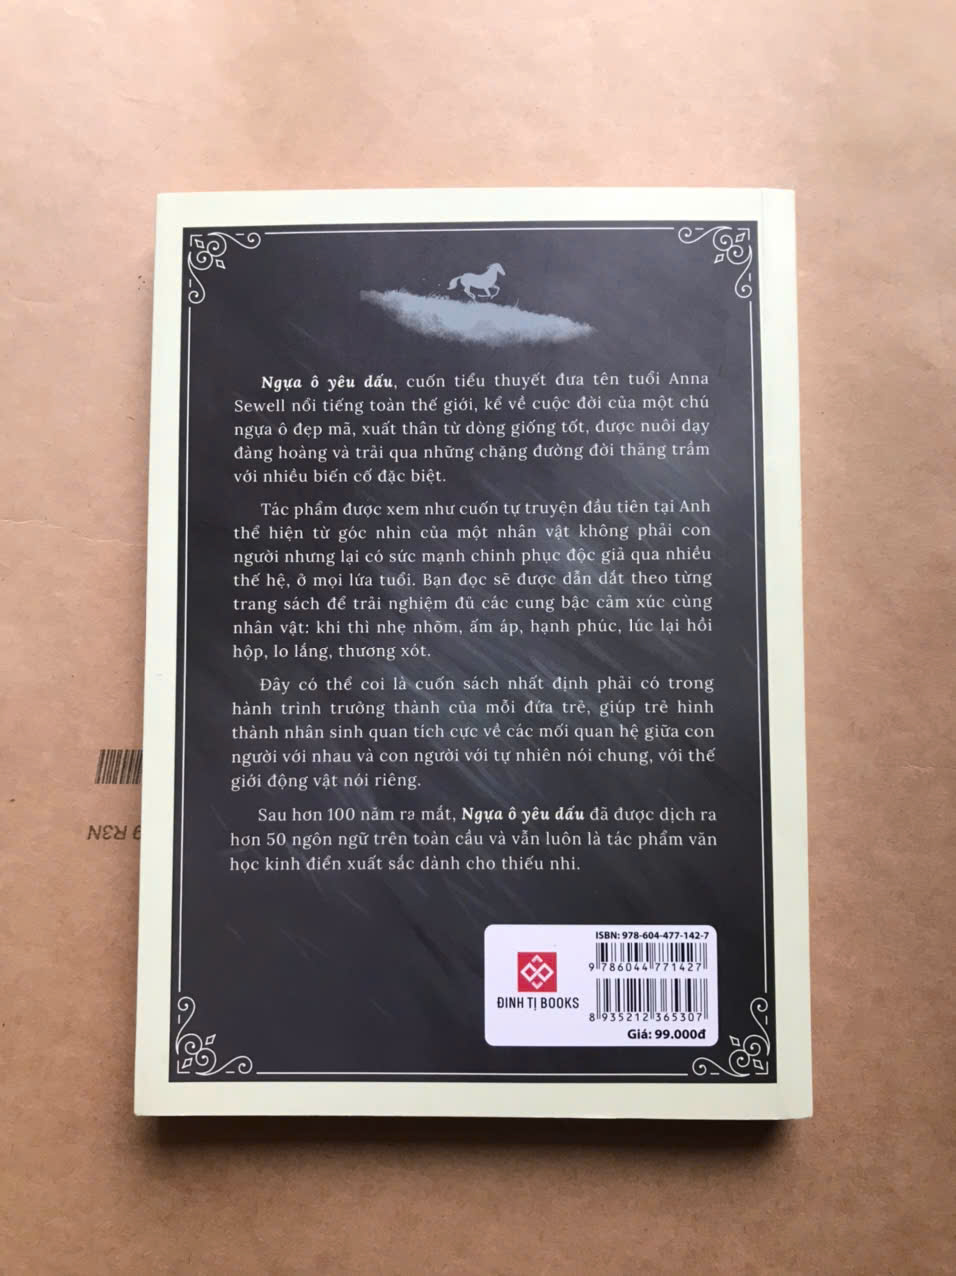 Ngựa ô yêu dấu, cuốn tiểu thuyết đưa tên tuổi Anna
Sewell nổi tiếng toàn thế giới, kể về cuộc đời của một chú
ngựa ô đẹp mã, xuất thân từ dòng giống tốt, được nuôi dạy
đàng hoàng và trải qua những chặng đường đời thăng trầm
với nhiều biến cố đặc biệt.
Tác phẩm được xem như cuốn tự truyện đầu tiên tại Anh
thể hiện từ góc nhìn của một nhân vật không phải con
người nhưng lại có sức mạnh chinh phục độc giả qua nhiều
thế hệ, ở mọi lứa tuổi. Bạn đọc sẽ được dẫn dắt theo từng
trang sách để trải nghiệm đủ các cung bậc cảm xúc cùng
nhân vật: khi thì nhẹ nhõm, ấm áp, hạnh phúc, lúc lại hồi
hộp, lo lắng, thương xót.
Đây có thể coi là cuốn sách nhất định phải có trong
hành trình trưởng thành của mỗi đứa trẻ, giúp trẻ hình
thành nhân sinh quan tích cực về các mối quan hệ giữa con
người với nhau và con người với tự nhiên nói chung, với thế
giới động vật nói riêng.
Sau hơn 100 năm ra mắt, Ngựa ô yêu dấu đã được dịch ra
hơn 50 ngôn ngữ trên toàn cầu và vẫn luôn là tác phẩm văn
học kinh điển xuất sắc dành cho thiếu nhi.
ISBN: 978-604-477-142-7
9 786044 771427
8 935212 365307
Giá: 99.000đ
ĐINH TỊ BOOKS